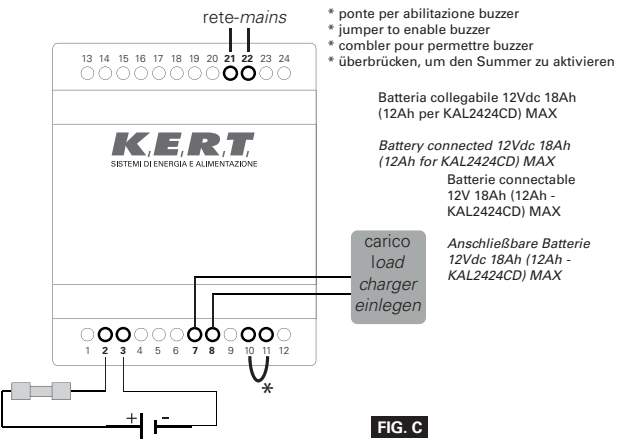 rete-mains
* ponte per abilitazione buzzer
* jumper to enable buzzer
* combler pour permettre buzzer
* überbrücken, um den Summer zu aktivieren
13 14 15 16 17 18 19 20 21 22 23 24
Batteria collegabile 12Vdc 18Ah
(12Ah per KAL2424CD) MAX
Battery connected 12Vdc 18Ah
(12Ah for KAL2424CD) MAX
Batterie connectable
12V 18Ah (12Ah -
KAL2424CD) MAX
Anschließbare Batterie
12Vdc 18Ah (12Ah -
KAL2424CD) MAX
K.E.R.T.
SISTEMI DI ENERGIA E ALIMENTAZIONE
carico
load
charger
einlegen
1 2 3 4 5 6 7 8 9 10 11 12
*
+ -
FIG. C